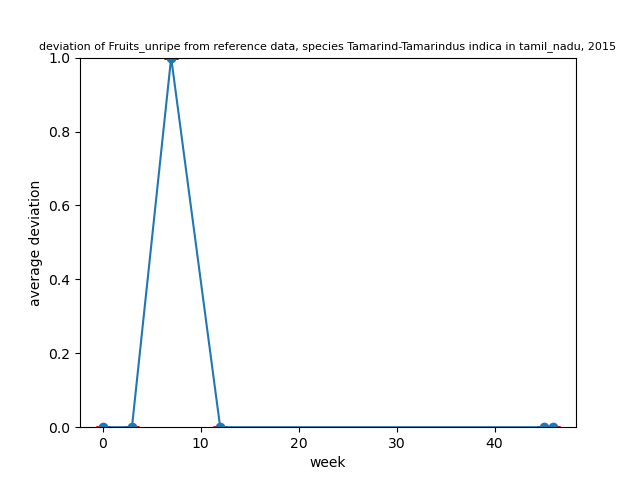 deviation of Fruits_unripe from reference data, species Tamarind-Tamarindus indica in tamil_nadu, 2015
1.0
0.8
0.6
0.4
0.2
0.0
average deviation
0 10 20 30 40
week